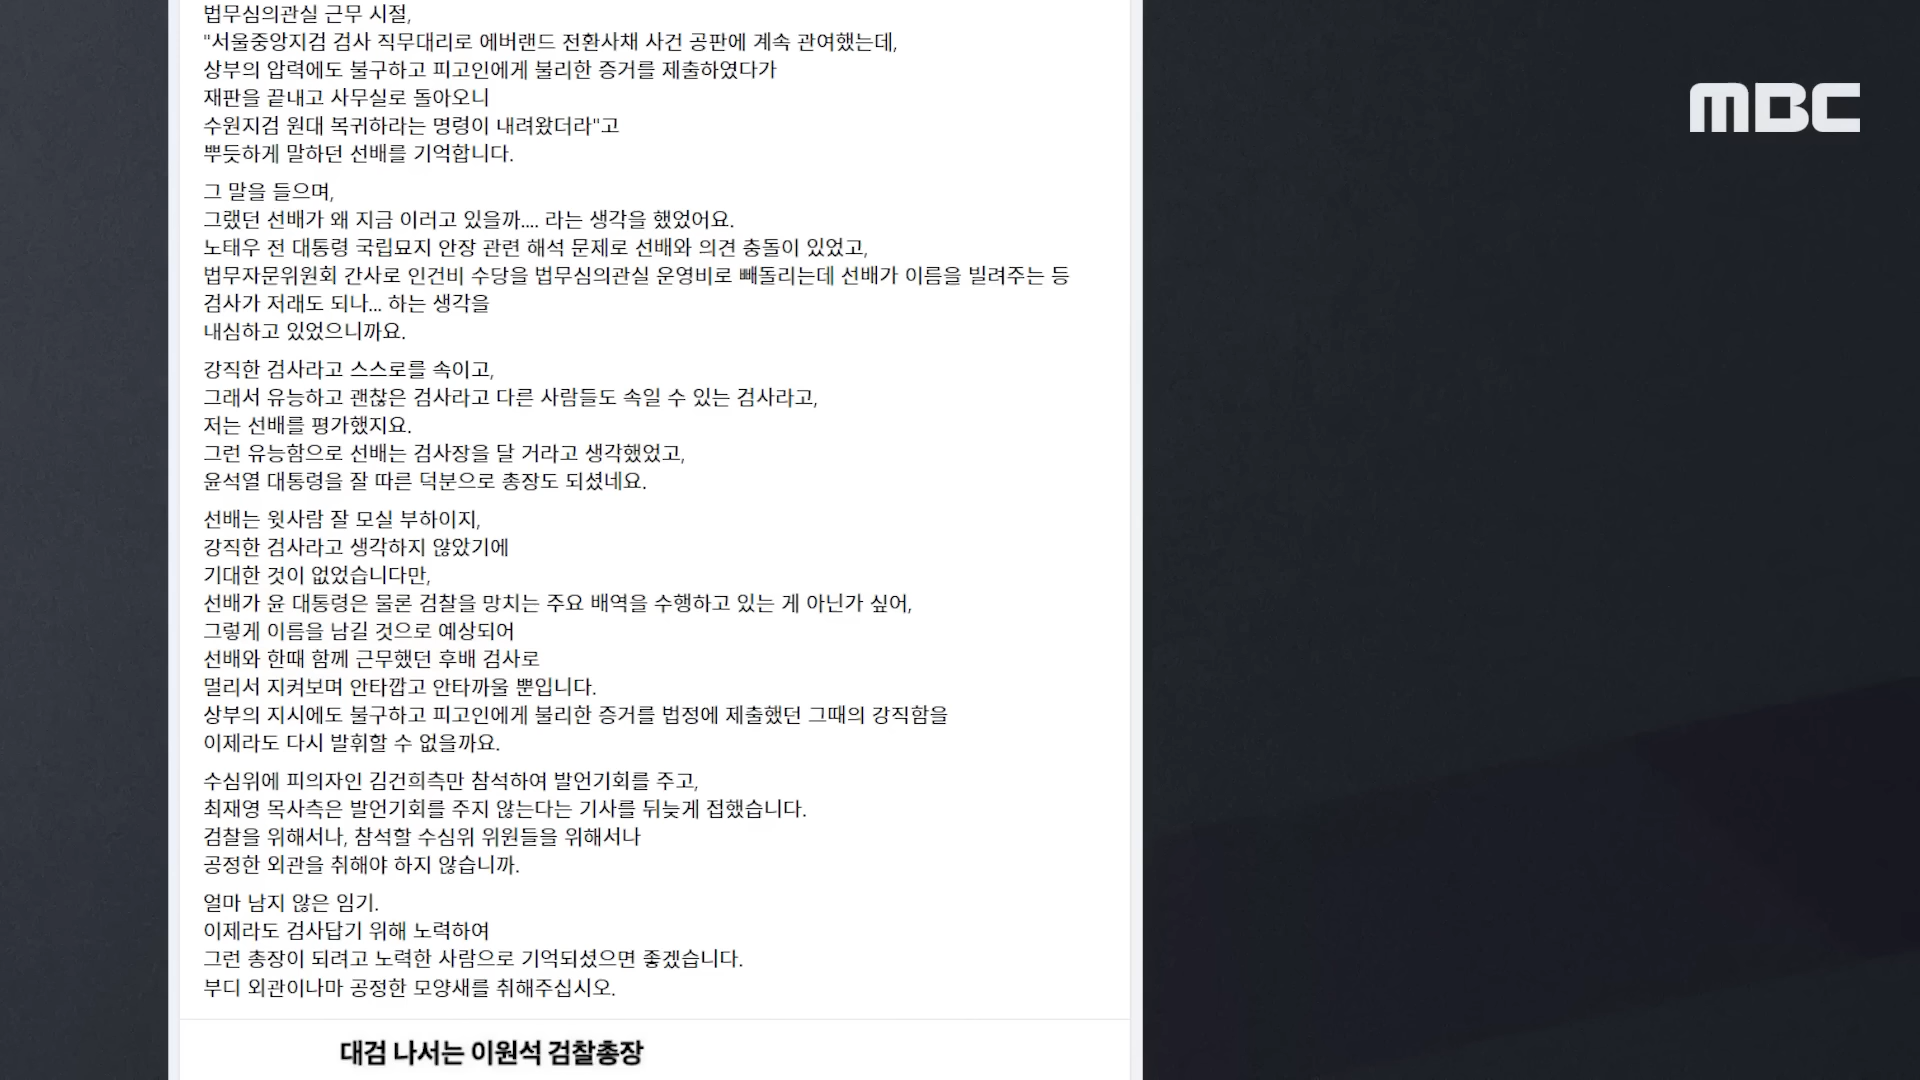 법무심의관실 근무 시절,
"서울중앙지검 검사 직무대리로 에버랜드 전환사채 사건 공판에 계속 관여했는데,
상부의 압력에도 불구하고 피고인에게 불리한 증거를 제출하였다가
재판을 끝내고 사무실로 돌아오니
수원지검 원대 복귀하라는 명령이 내려왔더라"고
뿌듯하게 말하던 선배를 기억합니다.
그 말을 들으며,
그랬던 선배가 왜 지금 이러고 있을까.... 라는 생각을 했었어요.
노태우 전 대통령 국립묘지 안장 관련 해석 문제로 선배와 의견 충돌이 있었고,
법무자문위원회 간사로 인건비 수당을 법무심의관실 운영비로 빼돌리는데 선배가 이름을 빌려주는 등
검사가 저래도 되나... 하는 생각을
내심하고 있었으니까요.
강직한 검사라고 스스로를 속이고,
그래서 유능하고 괜찮은 검사라고 다른 사람들도 속일 수 있는 검사라고,
저는 선배를 평가했지요.
그런 유능함으로 선배는 검사장을 달 거라고 생각했었고,
윤석열 대통령을 잘 따른 덕분으로 총장도 되셨네요.
선배는 윗사람 잘 모실 부하이지,
강직한 검사라고 생각하지 않았기에
기대한 것이 없었습니다만,
선배가 윤 대통령은 물론 검찰을 망치는 주요 배역을 수행하고 있는 게 아닌가 싶어,
그렇게 이름을 남길 것으로 예상되어
선배와 한때 함께 근무했던 후배 검사로
멀리서 지켜보며 안타깝고 안타까울 뿐입니다.
상부의 지시에도 불구하고 피고인에게 불리한 증거를 법정에 제출했던 그때의 강직함을
이제라도 다시 발휘할 수 없을까요.
수심위에 피의자인 김건희측만 참석하여 발언기회를 주고,
최재영 목사측은 발언기회를 주지 않는다는 기사를 뒤늦게 접했습니다.
검찰을 위해서나, 참석할 수심위 위원들을 위해서나
공정한 외관을 취해야 하지 않습니까.
얼마 남지 않은 임기.
이제라도 검사답기 위해 노력하여
그런 총장이 되려고 노력한 사람으로 기억되셨으면 좋겠습니다.
부디 외관이나마 공정한 모양새를 취해주십시오.
대검 나서는 이원석 검찰총장
MBC